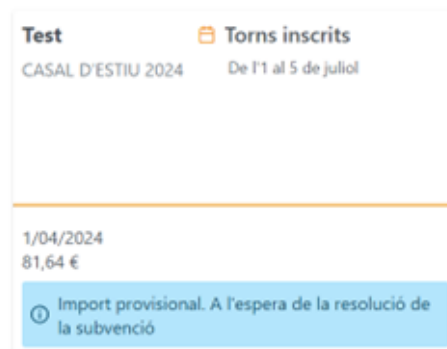 Test
Torns inscrits
CASAL D'ESTIU 2024
De l'1 al 5 de juliol
1/04/2024
81,64 €
Import provisional. A l'espera de la resolució de
la subvenció